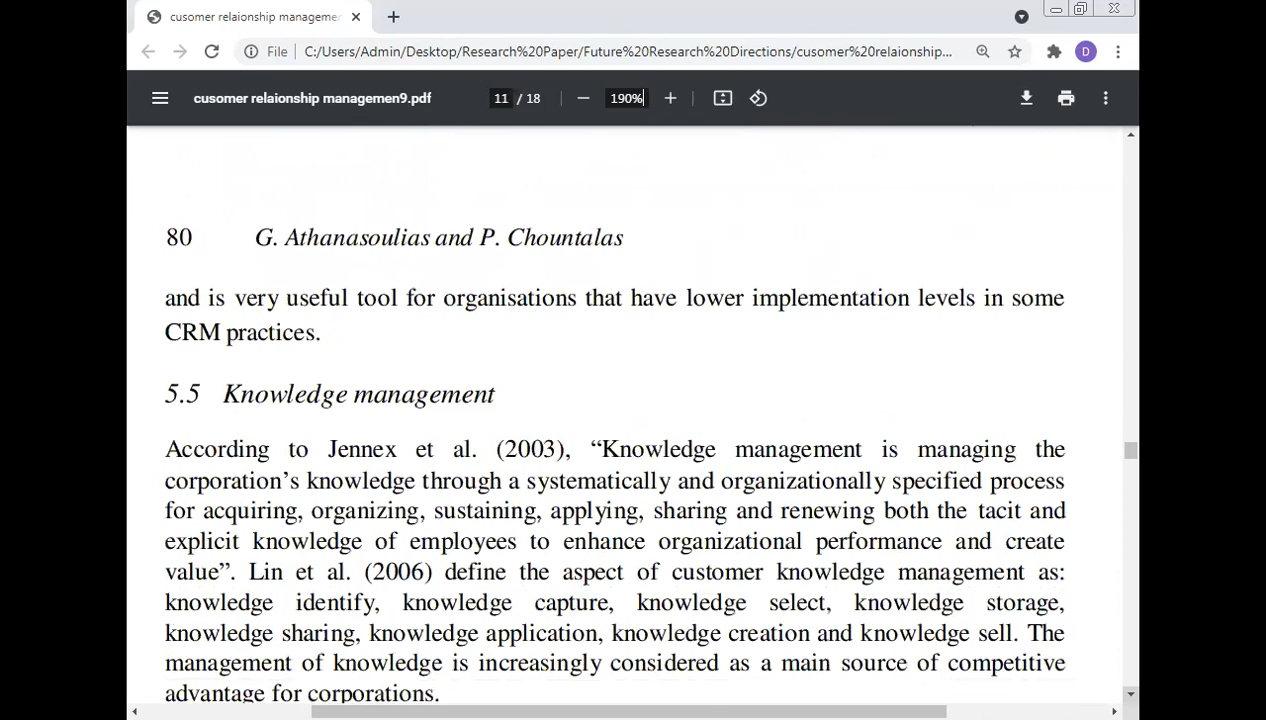 cusomer relaionship managemen
File C:/Users/Admin/Desktop/Research%20Paper/Future%20Research%20Directions/cusomer%20relaionship...
D
cusomer relaionship managemen9.pdf
11 / 18
190%
80 G. Athanasoulias and P. Chountalas
and is very useful tool for organisations that have lower implementation levels in some
CRM practices.
5.5 Knowledge management
According to Jennex et al. (2003), “Knowledge management is managing the
corporation’s knowledge through a systematically and organizationally specified process
for acquiring, organizing, sustaining, applying, sharing and renewing both the tacit and
explicit knowledge of employees to enhance organizational performance and create
value”. Lin et al. (2006) define the aspect of customer knowledge management as:
knowledge identify, knowledge capture, knowledge select, knowledge storage,
knowledge sharing, knowledge application, knowledge creation and knowledge sell. The
management of knowledge is increasingly considered as a main source of competitive
advantage for corporations.